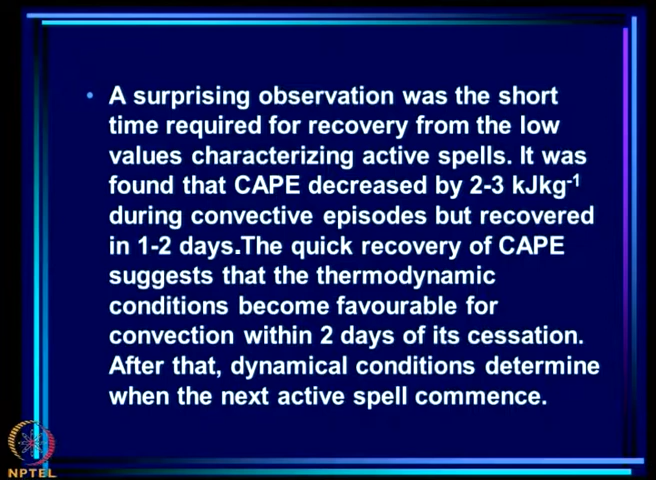 • A surprising observation was the short
time required for recovery from the low
values characterizing active spells. It was
found that CAPE decreased by 2-3 kJkg⁻¹
during convective episodes but recovered
in 1-2 days.The quick recovery of CAPE
suggests that the thermodynamic
conditions become favourable for
convection within 2 days of its cessation.
After that, dynamical conditions determine
when the next active spell commence.
NPTEL